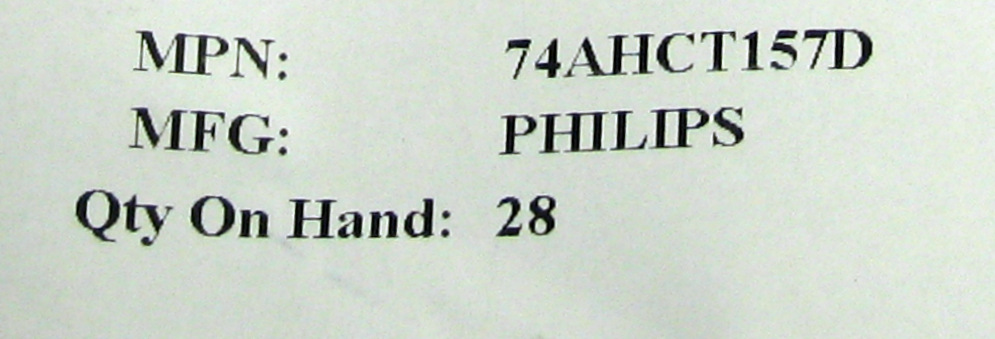 MPN: 74AHCT157D
MFG: PHILIPS
Qty On Hand: 28